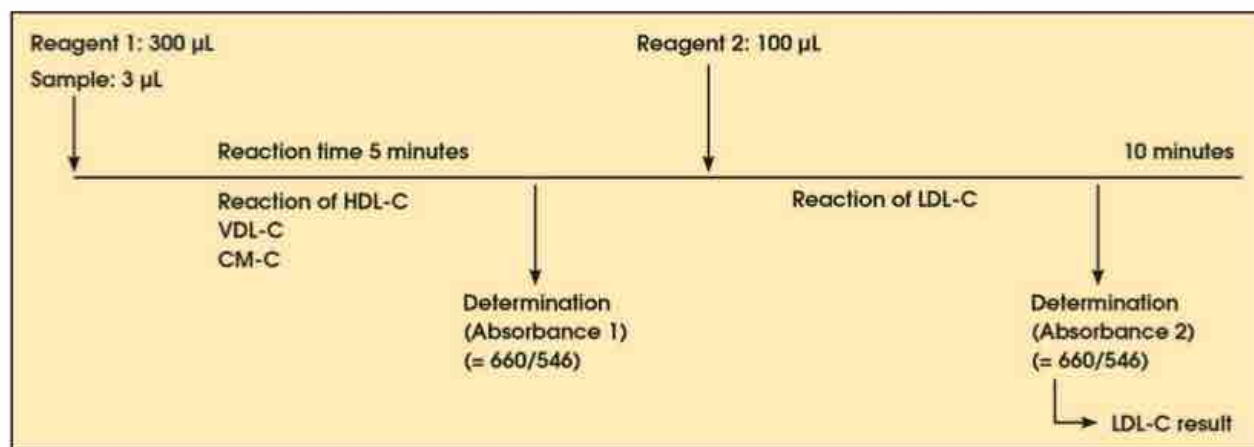 Reagent 1: 300 µL
Sample: 3 µL
Reagent 2: 100 µL
Reaction time 5 minutes
10 minutes
Reaction of HDL-C
VDL-C
CM-C
Reaction of LDL-C
Determination
(Absorbance 1)
(= 660/546)
Determination
(Absorbance 2)
(= 660/546)
LDL-C result